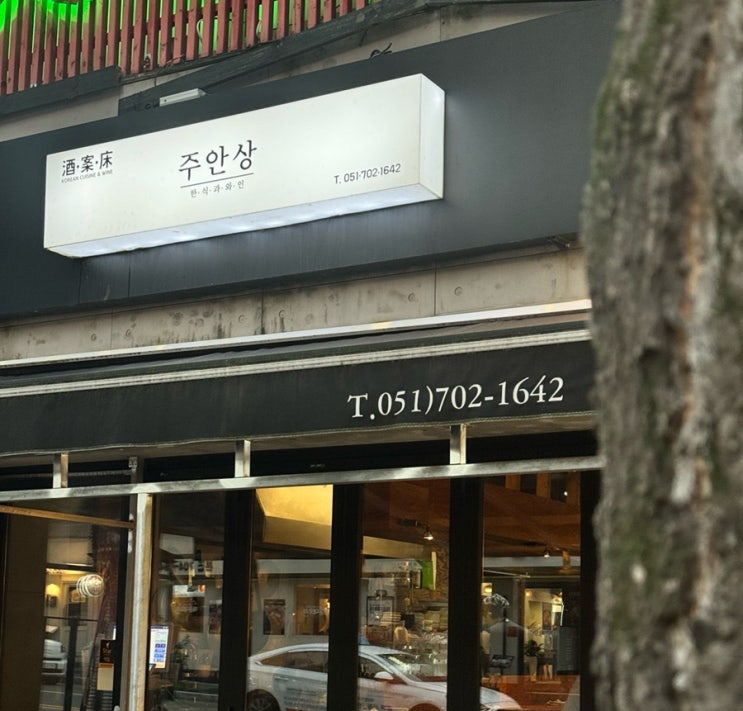 酒·案·床
KOREAN CUISINE & WINE
주안상
한·식·과·와·인
T. 051-702-1642
T.051)702-1642